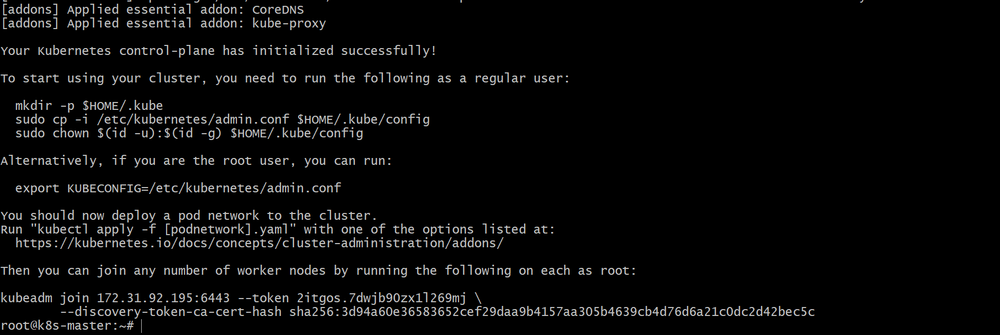 [addons] Applied essential addon: CoreDNS
[addons] Applied essential addon: kube-proxy

Your Kubernetes control-plane has initialized successfully!

To start using your cluster, you need to run the following as a regular user:

  mkdir -p $HOME/.kube
  sudo cp -i /etc/kubernetes/admin.conf $HOME/.kube/config
  sudo chown $(id -u):$(id -g) $HOME/.kube/config

Alternatively, if you are the root user, you can run:

  export KUBECONFIG=/etc/kubernetes/admin.conf

You should now deploy a pod network to the cluster.
Run "kubectl apply -f [podnetwork].yaml" with one of the options listed at:
  https://kubernetes.io/docs/concepts/cluster-administration/addons/

Then you can join any number of worker nodes by running the following on each as root:

kubeadm join 172.31.92.195:6443 --token 2itgos.7dwjb90zx1l269mj \
        --discovery-token-ca-cert-hash sha256:3d94a60e36583652cef29daa9b4157aa305b4639cb4d76d6a21c0dc2d42bec5c
root@k8s-master:~#